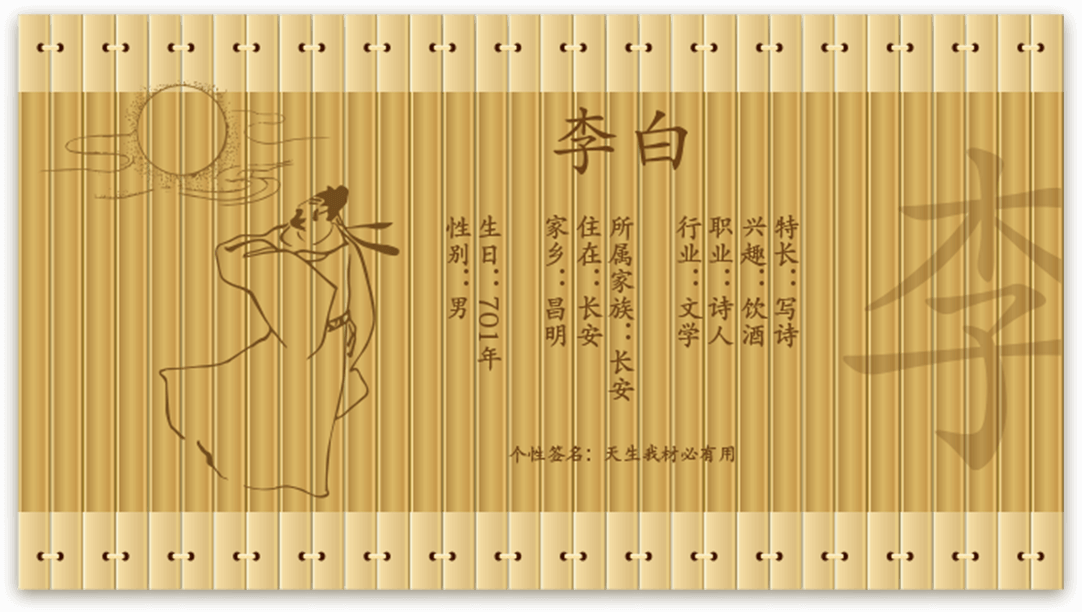 李白
性别：男
生日：701年
家乡：昌明
住在：长安
所属家族：长安
行业：文学
职业：诗人
兴趣：饮酒
特长：写诗
个性签名：天生我材必有用
李